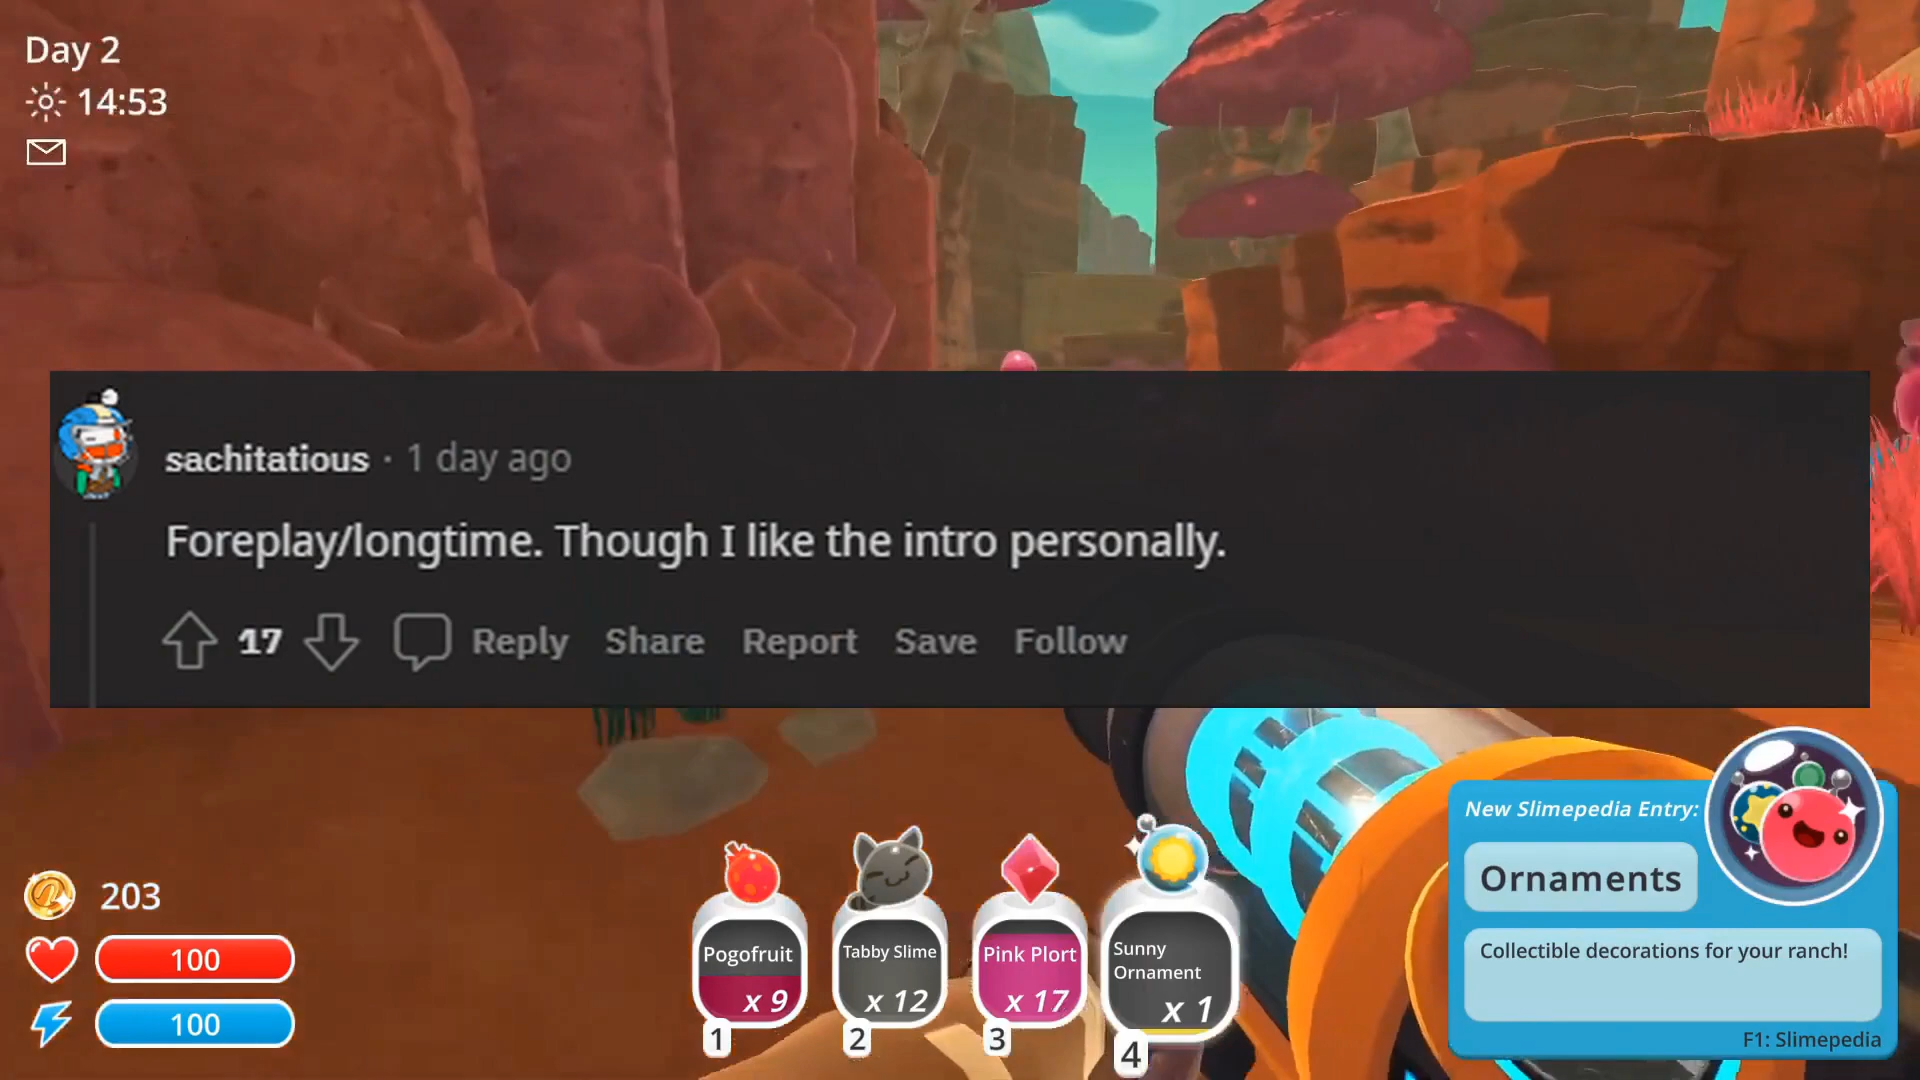 Day 2
14:53
sachitatious · 1 day ago
Foreplay/longtime. Though I like the intro personally.
17 Reply Share Report Save Follow
New Slimepedia Entry:
Ornaments
Collectible decorations for your ranch!
F1: Slimepedia
203
100
100
Pogofruit
x 9
1
Tabby Slime
x 12
2
Pink Plort
x 17
3
Sunny
Ornament
x 1
4